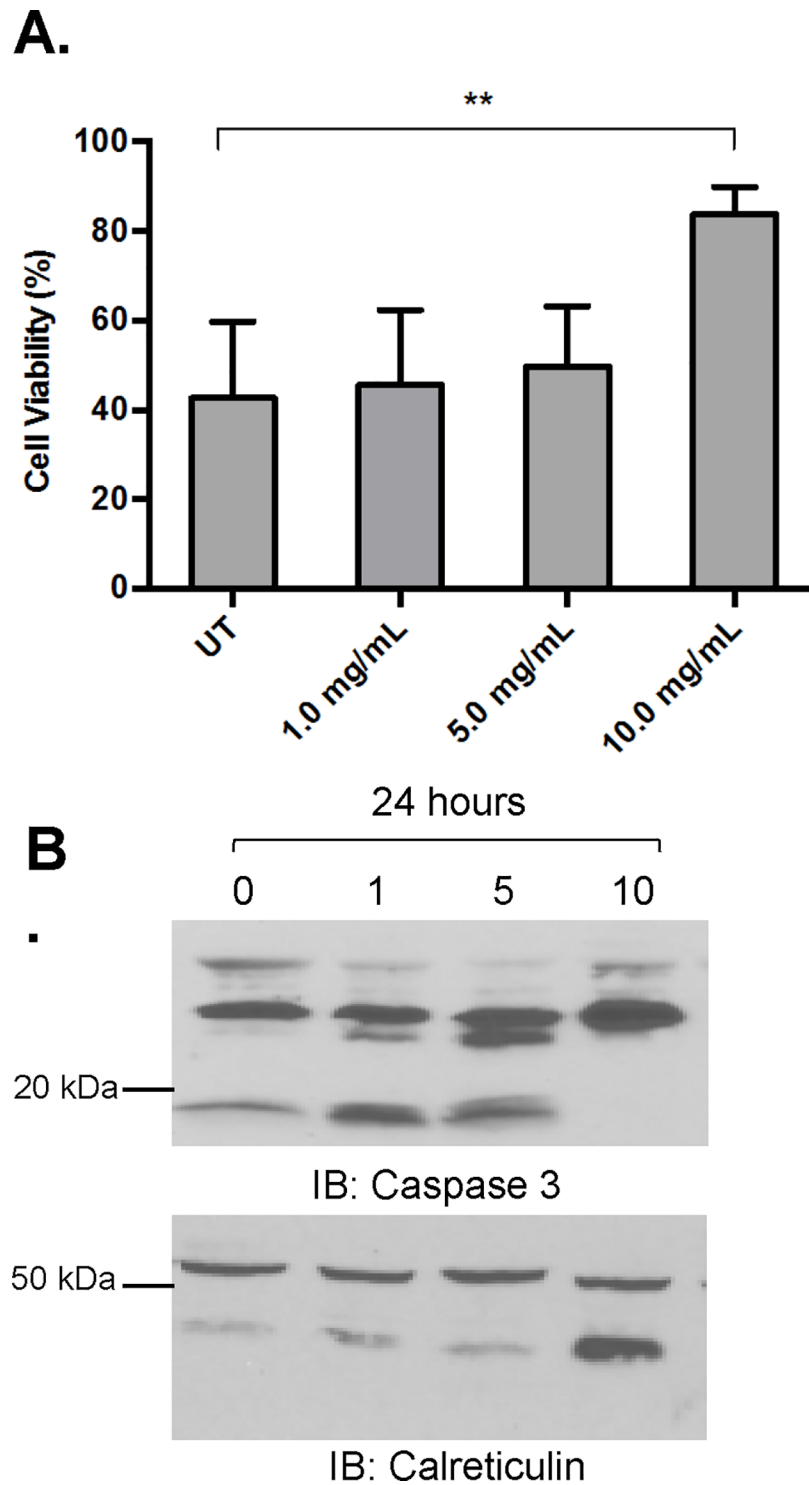 A.
**
100
80
60
40
20
0
Cell Viability (%)
UT
1.0 mg/mL
5.0 mg/mL
10.0 mg/mL
24 hours
B
.
0 1 5 10
20 kDa
IB: Caspase 3
50 kDa
IB: Calreticulin